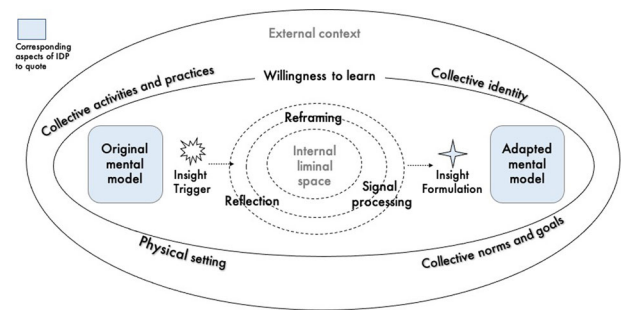 Corresponding
aspects of IDP
to quote
External context
Collective activities and practices
Willingness to learn
Collective identity
Original
mental
model
Insight
Trigger
Reframing
Internal
liminal
space
Reflection
Signal
processing
Insight
Formulation
Adapted
mental
model
Physical setting
Collective norms and goals